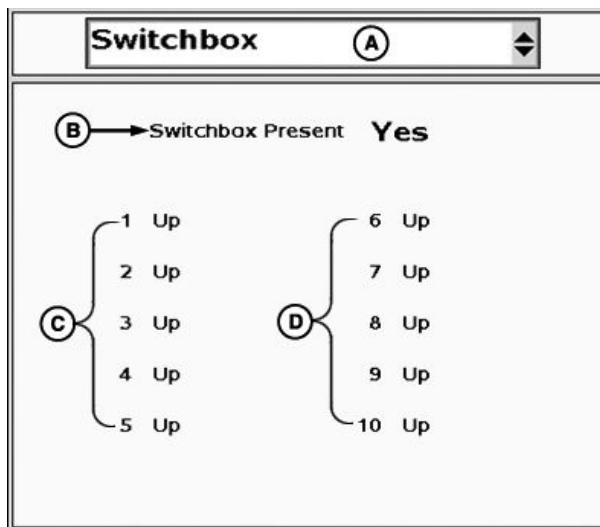 Switchbox A
B Switchbox Present Yes
1 Up 6 Up
2 Up 7 Up
C 3 Up D 8 Up
4 Up 9 Up
5 Up 10 Up